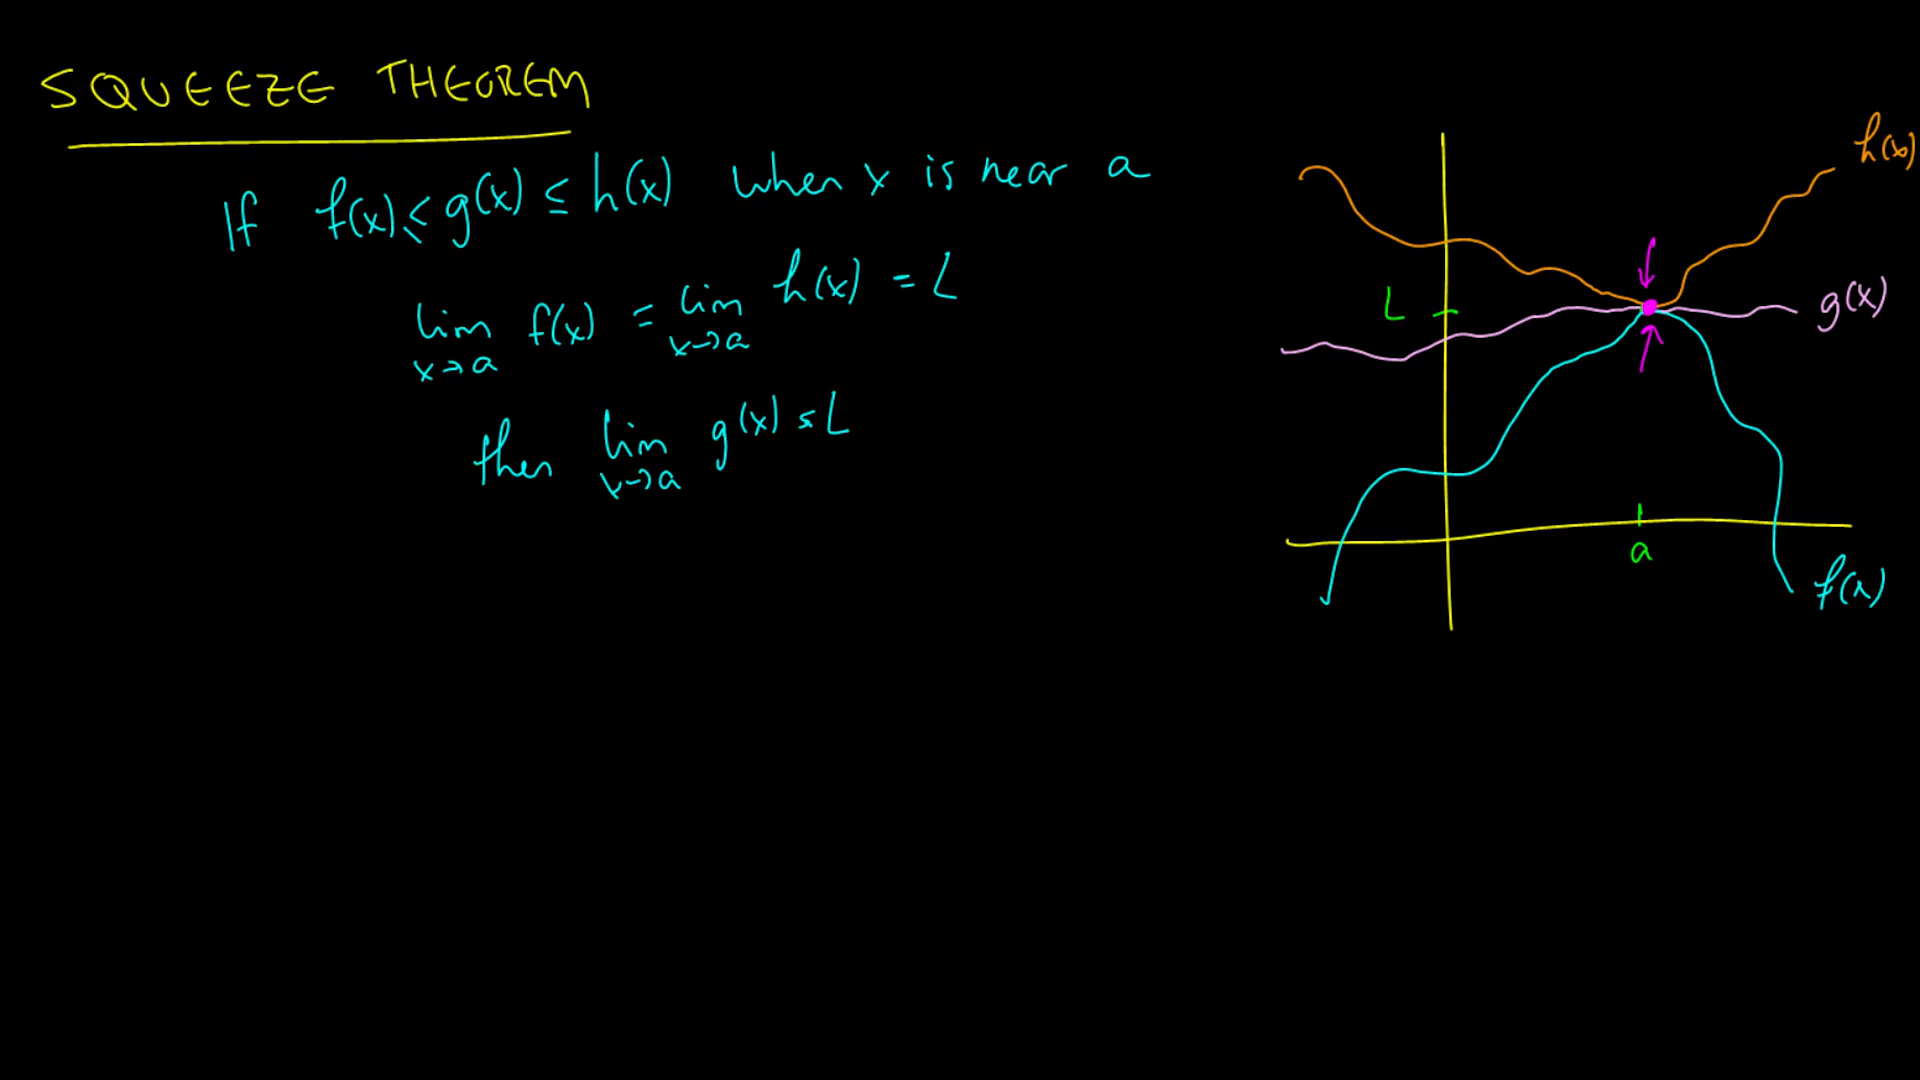 SQUEEZE THEOREM
If f(x) ≤ g(x) ≤ h(x) when x is near a
lim x→a f(x) = lim x→a h(x) = L
then lim x→a g(x) = L
h(x)
L
g(x)
a
f(x)